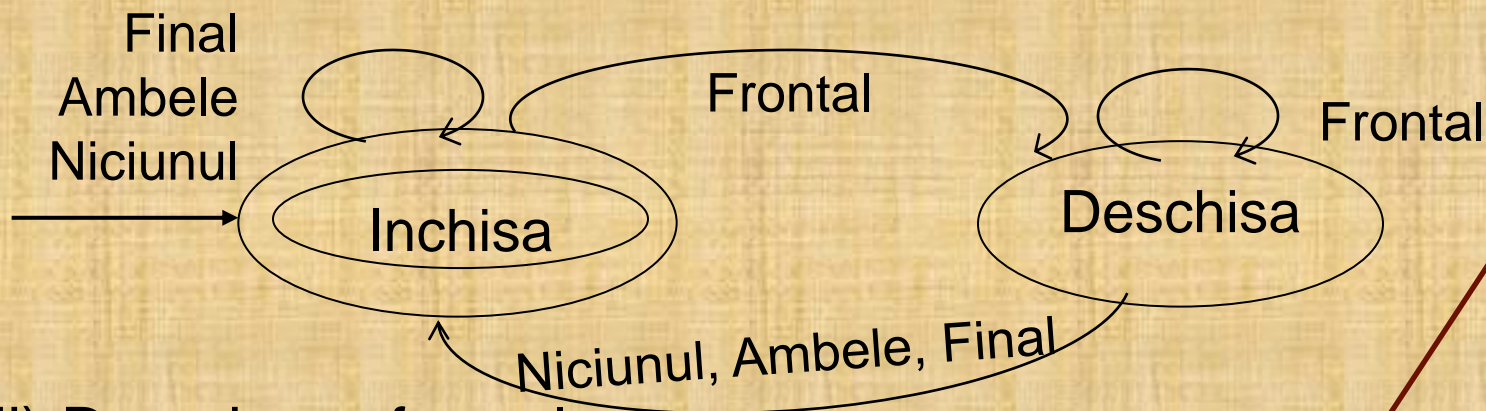 Final
Ambele
Niciunul
Frontal
Frontal
Inchisa
Deschisa
Niciunul, Ambele, Final